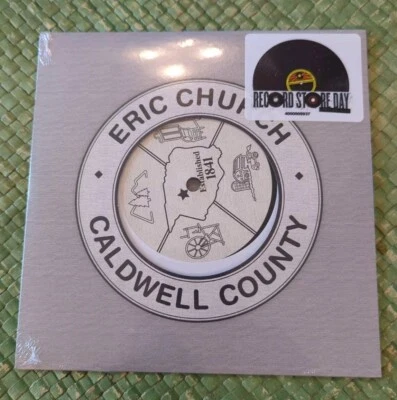 RECORD STORE DAY
ERIC CHURCH
Established
1841
CALDWELL COUNTY